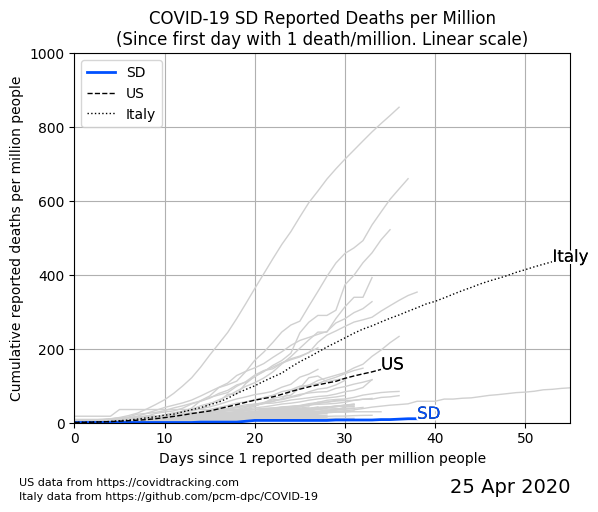 COVID-19 SD Reported Deaths per Million
(Since first day with 1 death/million. Linear scale)
Cumulative reported deaths per million people
1000
800
600
400
200
0
SD
US
Italy
Italy
US
SD
0 10 20 30 40 50
Days since 1 reported death per million people
US data from https://covidtracking.com
Italy data from https://github.com/pcm-dpc/COVID-19
25 Apr 2020